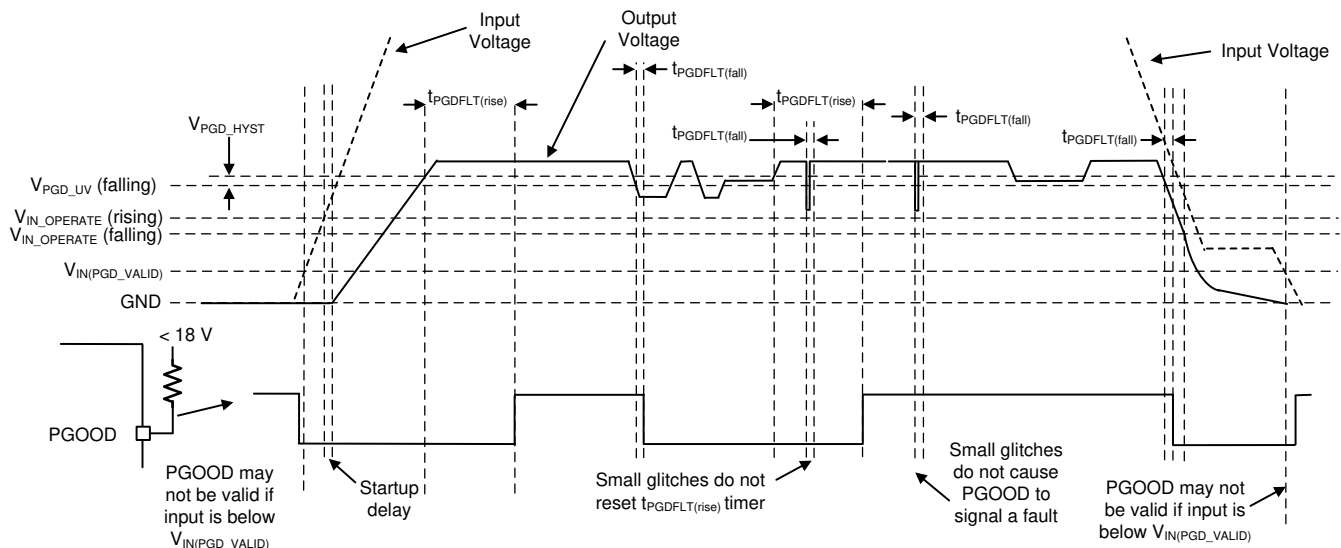 Input
Voltage
Output
Voltage
Input Voltage
tPGDFLT(fall)
tPGDFLT(rise)
tPGDFLT(rise)
VPGD_HYST
tPGDFLT(fall)
tPGDFLT(fall)
tPGDFLT(fall)
VPGD_UV (falling)
VIN_OPERATE (rising)
VIN_OPERATE (falling)
VIN(PGD_VALID)
GND
< 18 V
PGOOD
PGOOD may
not be valid if
input is below
VIN(PGD_VALID)
Startup
delay
Small glitches do not
reset tPGDFLT(rise) timer
Small glitches
do not cause
PGOOD to
signal a fault
PGOOD may not
be valid if input is
below VIN(PGD_VALID)